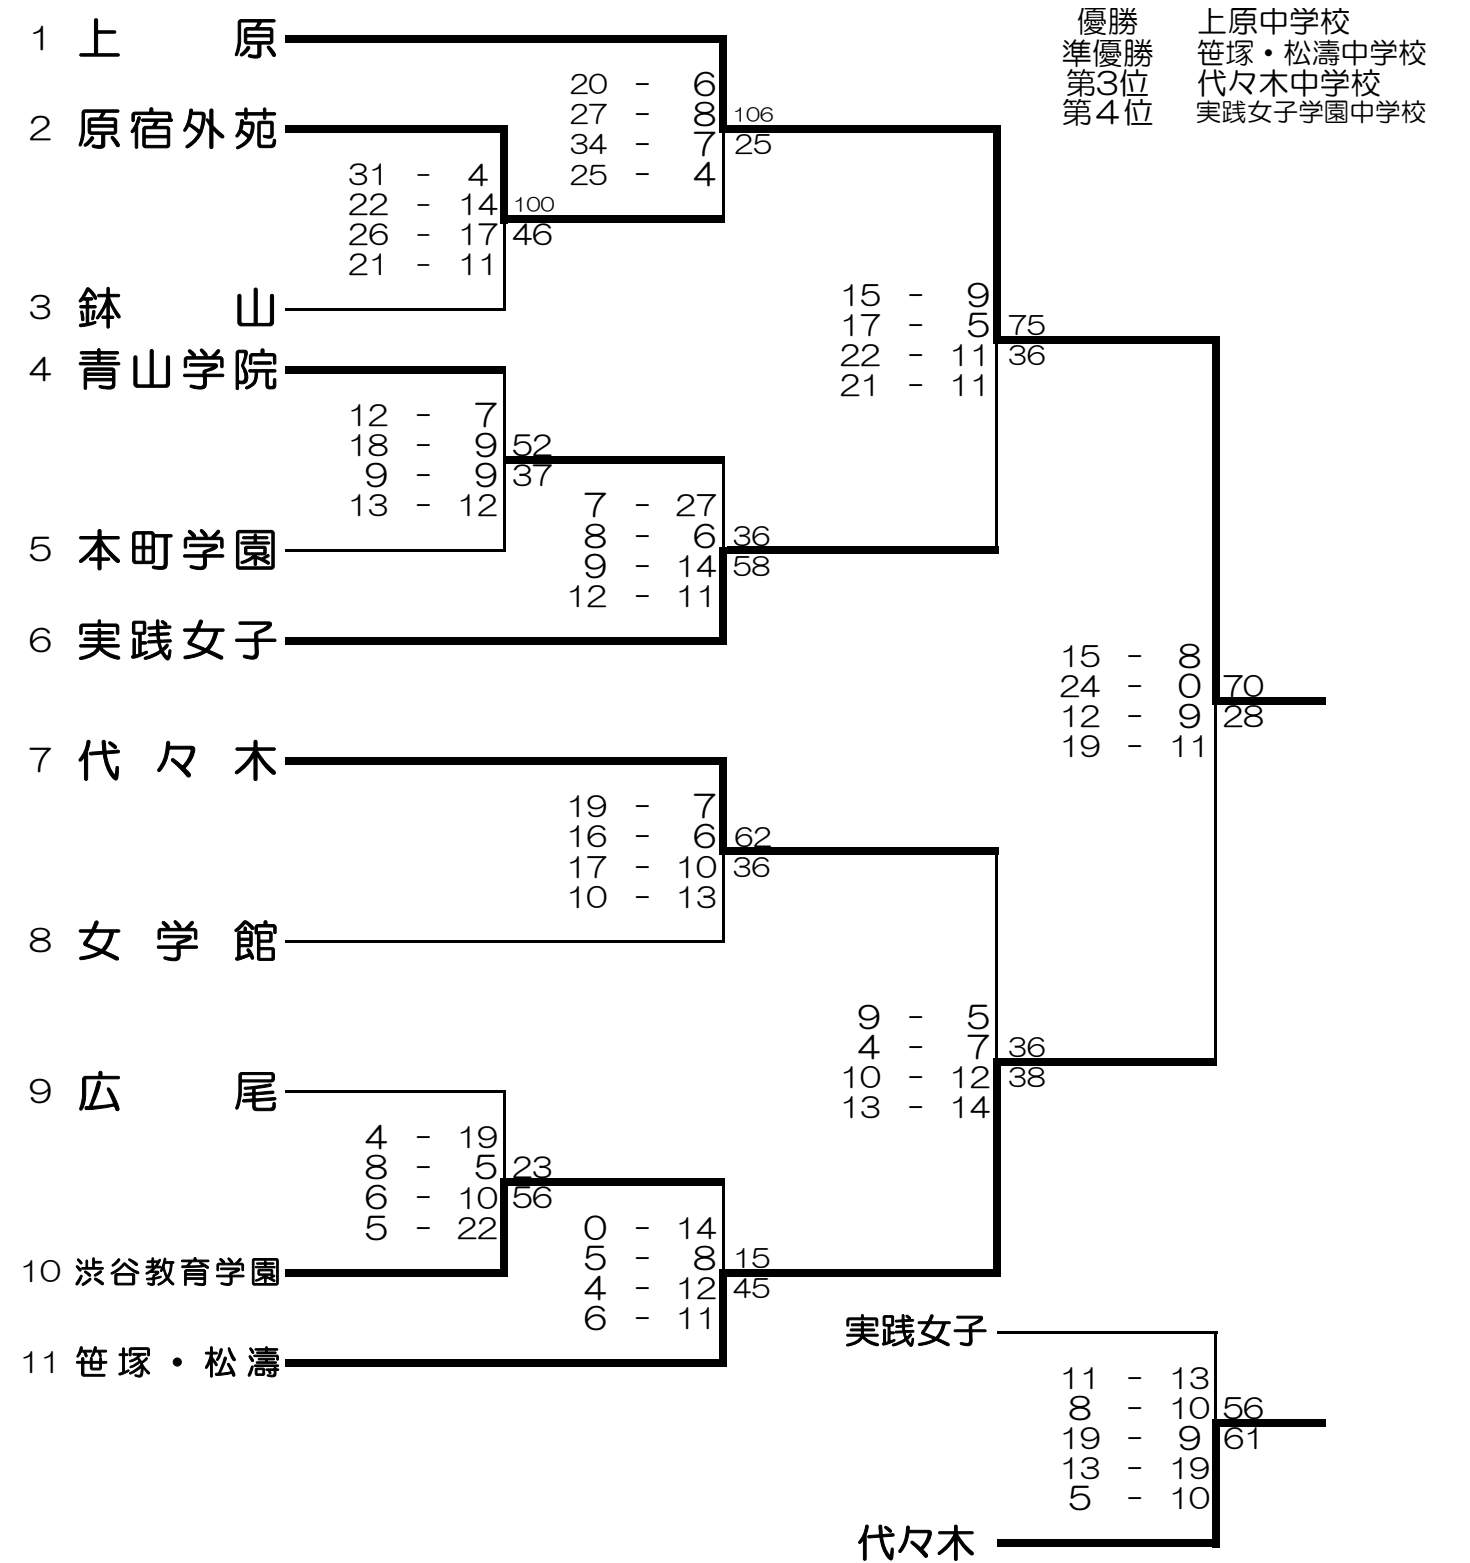 優勝 上原中学校
準優勝 笹塚・松濤中学校
第3位 代々木中学校
第4位 実践女子学園中学校
1 上原
2 原宿外苑
3 鉢山
4 青山学院
5 本町学園
6 実践女子
7 代々木
8 女学館
9 広尾
10 渋谷教育学園
11 笹塚・松濤
31 - 4
22 - 14
26 - 17
21 - 11
100
46
12 - 7
18 - 9
9 - 9
13 - 12
52
37
4 - 19
8 - 5
6 - 10
5 - 22
23
56
20 - 6
27 - 8
34 - 7
25 - 4
106
25
7 - 27
8 - 6
9 - 14
12 - 11
36
58
19 - 7
16 - 6
17 - 10
10 - 13
62
36
0 - 14
5 - 8
4 - 12
6 - 11
15
45
15 - 9
17 - 5
22 - 11
21 - 11
75
36
9 - 5
4 - 7
10 - 12
13 - 14
36
38
15 - 8
24 - 0
12 - 9
19 - 11
70
28
実践女子
11 - 13
8 - 10
19 - 9
13 - 19
5 - 10
56
61
代々木